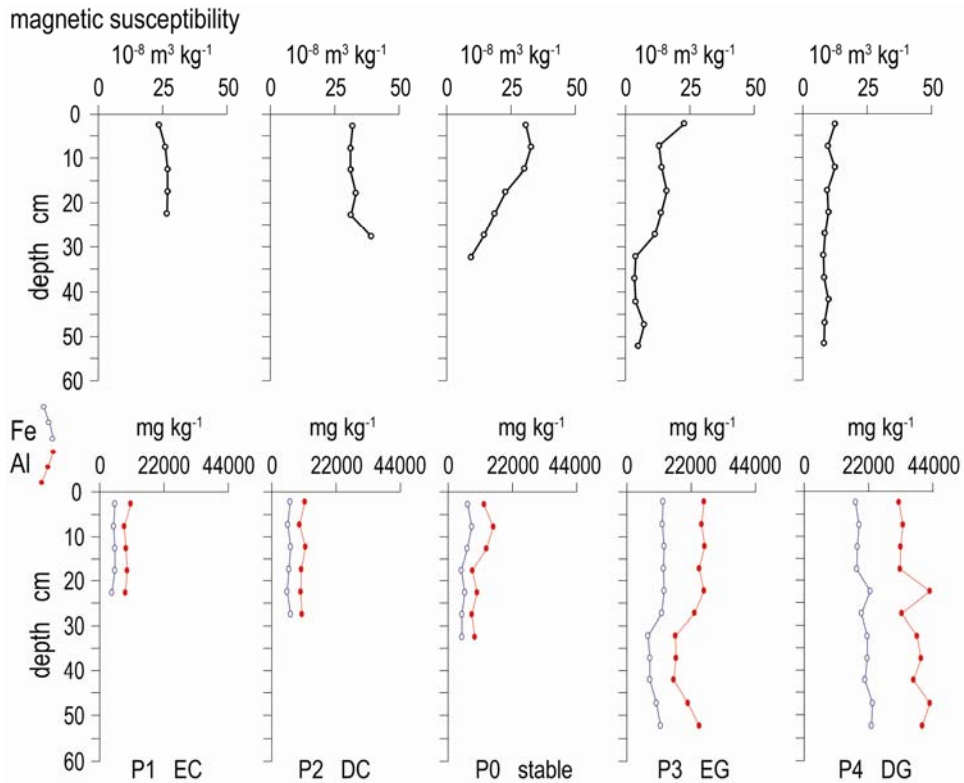 magnetic susceptibility
10⁻⁸ m³ kg⁻¹ 10⁻⁸ m³ kg⁻¹ 10⁻⁸ m³ kg⁻¹ 10⁻⁸ m³ kg⁻¹ 10⁻⁸ m³ kg⁻¹
0 25 50 0 25 50 0 25 50 0 25 50 0 25 50
0
10
20
30
40
50
60
depth cm
Fe
Al
mg kg⁻¹ mg kg⁻¹ mg kg⁻¹ mg kg⁻¹ mg kg⁻¹
0 22000 44000 0 22000 44000 0 22000 44000 0 22000 44000 0 22000 44000
0
10
20
30
40
50
60
depth cm
P1 EC P2 DC P0 stable P3 EG P4 DG